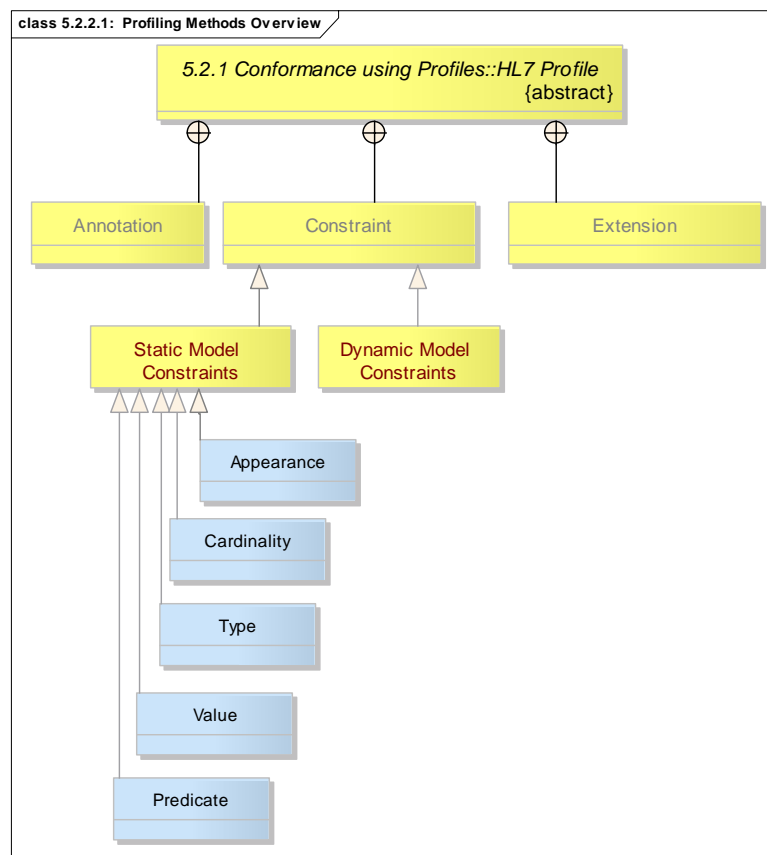 class 5.2.2.1: Profiling Methods Overview
5.2.1 Conformance using Profiles::HL7 Profile
{abstract}
Annotation
Constraint
Extension
Static Model
Constraints
Dynamic Model
Constraints
Appearance
Cardinality
Type
Value
Predicate